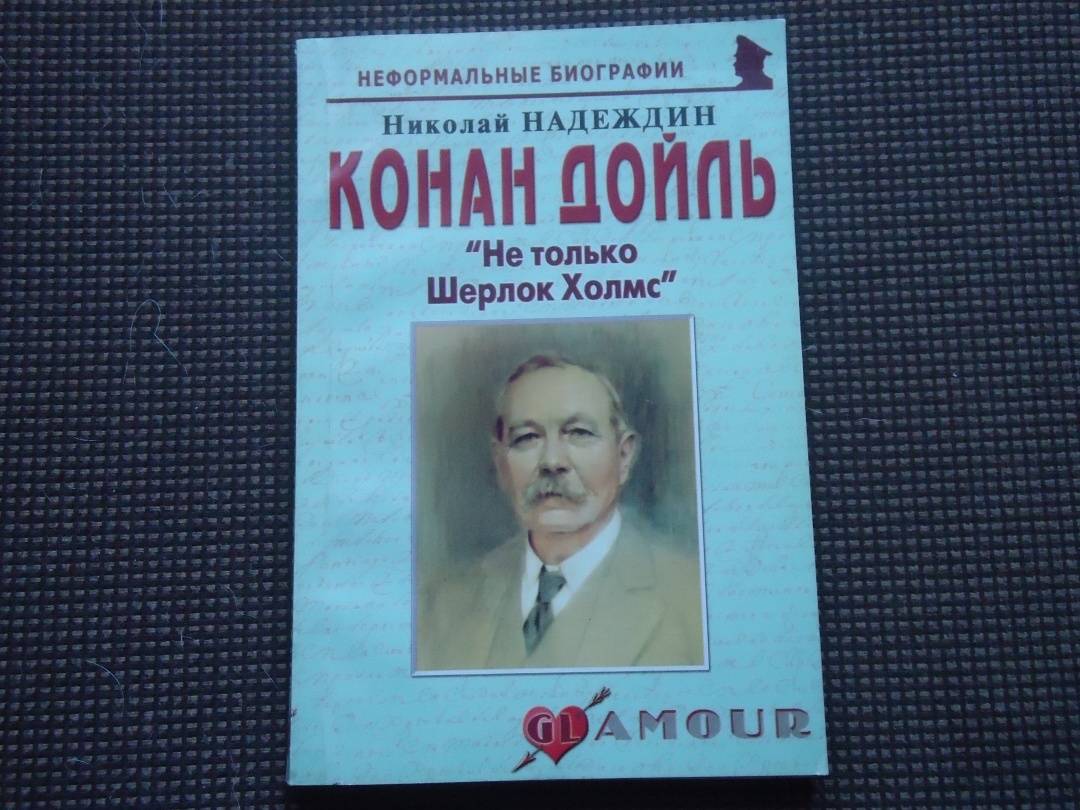 НЕФОРМАЛЬНЫЕ БИОГРАФИИ
Николай НАДЕЖДИН
КОНАН ДОЙЛЬ
“Не только
Шерлок Холмс”
GLAMOUR